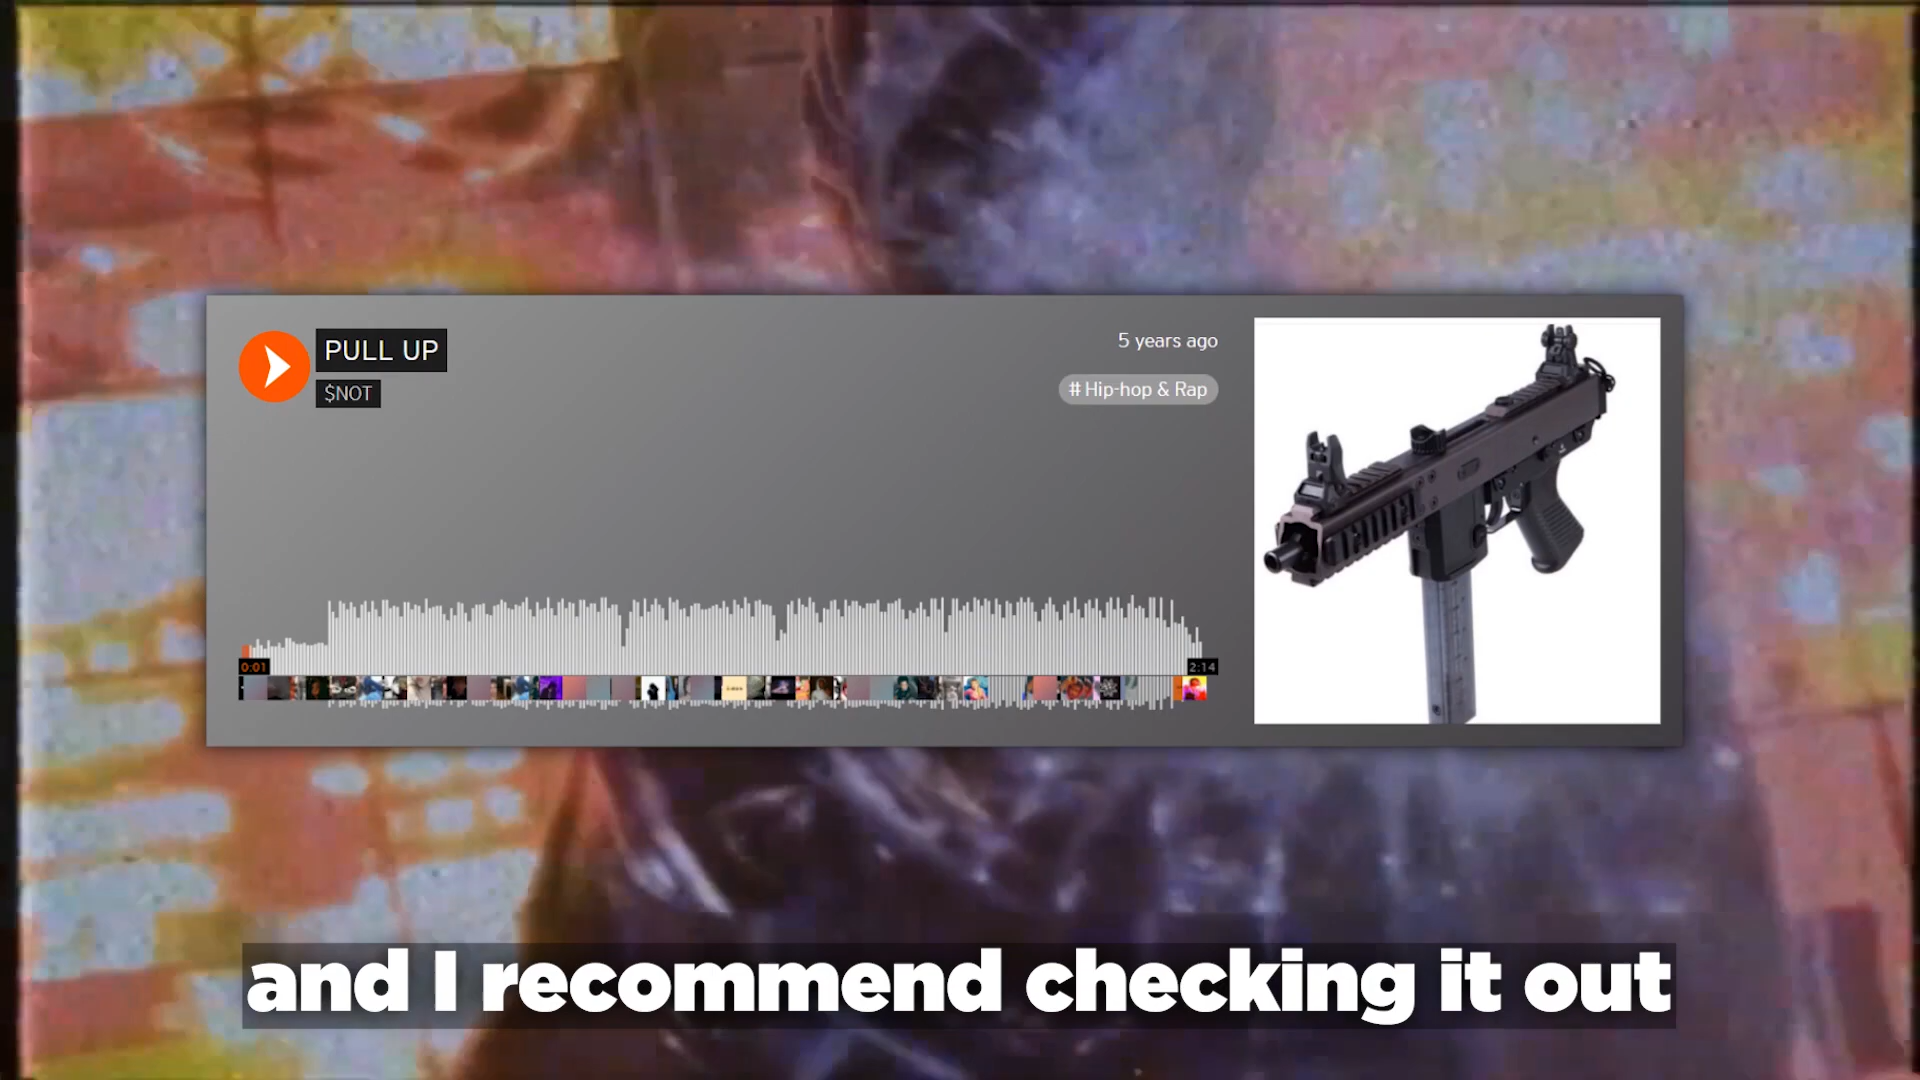 PULL UP
$NOT
5 years ago
# Hip-hop & Rap
0:01
2:14
and I recommend checking it out